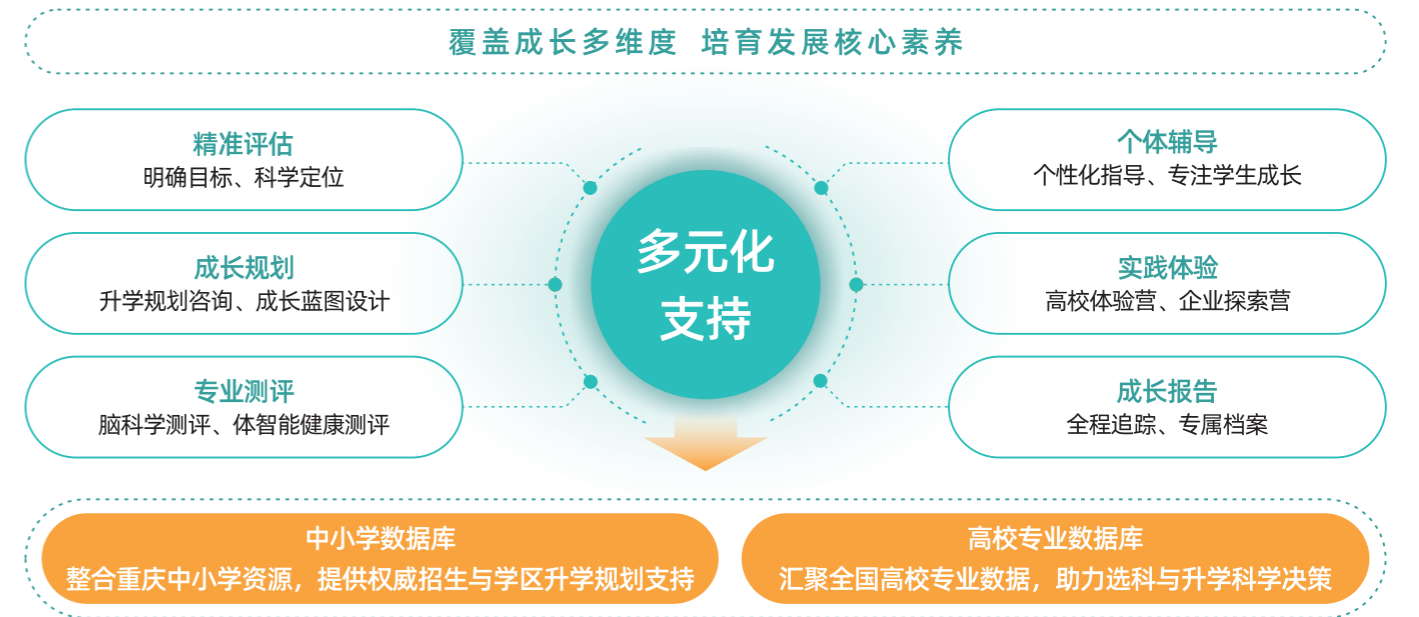 覆盖成长多维度 培育发展核心素养
精准评估
明确目标、科学定位
成长规划
升学规划咨询、成长蓝图设计
专业测评
脑科学测评、体智能健康测评
多元化
支持
个体辅导
个性化指导、专注学生成长
实践体验
高校体验营、企业探索营
成长报告
全程追踪、专属档案
中小学数据库
整合重庆中小学资源，提供权威招生与学区升学规划支持
高校专业数据库
汇聚全国高校专业数据，助力选科与升学科学决策